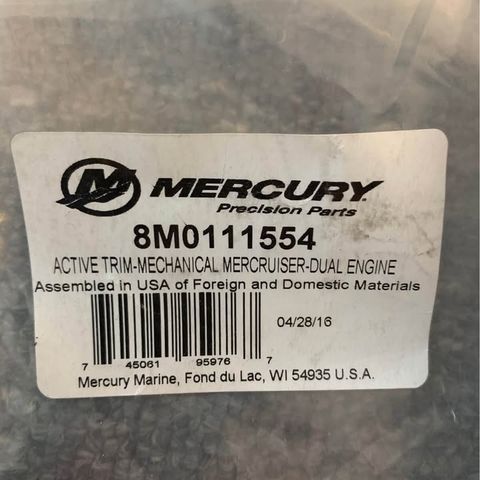 MERCURY
Precision Parts
8M0111554
ACTIVE TRIM-MECHANICAL MERCRUISER-DUAL ENGINE
Assembled in USA of Foreign and Domestic Materials
04/28/16
7 45061 95976 7
Mercury Marine, Fond du Lac, WI 54935 U.S.A.